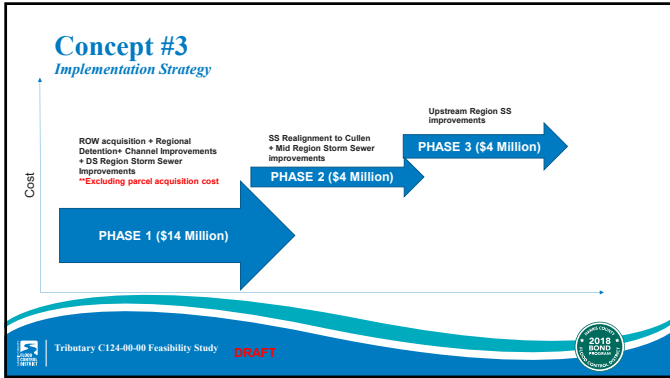 Concept #3
Implementation Strategy
Upstream Region SS
improvements
PHASE 3 ($4 Million)
SS Realignment to Cullen
+ Mid Region Storm Sewer
improvements
PHASE 2 ($4 Million)
ROW acquisition + Regional
Detention+ Channel Improvements
+ DS Region Storm Sewer
Improvements
**Excluding parcel acquisition cost
PHASE 1 ($14 Million)
Cost
FLOOD
CONTROL
DISTRICT
Tributary C124-00-00 Feasibility Study
DRAFT
HARRIS COUNTY
2018
BOND
PROGRAM
FLOOD CONTROL DISTRICT